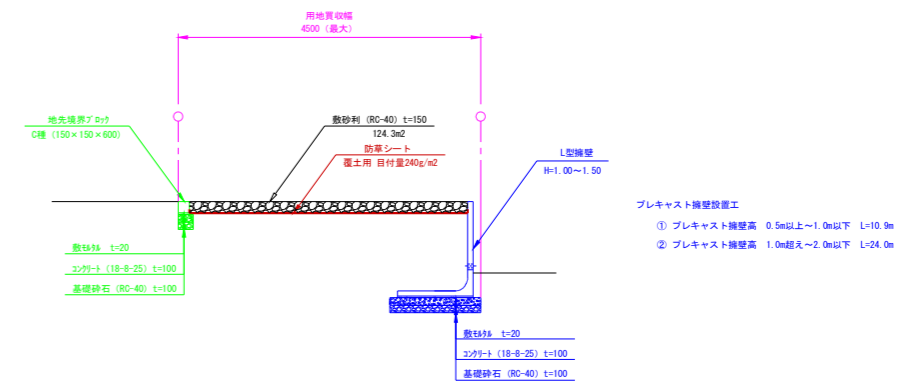 用地買収幅
4500（最大）
地先境界ブロック
C種（150×150×600）
敷砂利（RC-40）t=150
124.3m2
防草シート
覆土用 目付量240g/m2
L型擁壁
H=1.00～1.50
プレキャスト擁壁設置工
① プレキャスト擁壁高 0.5m以上～1.0m以下 L=10.9m
② プレキャスト擁壁高 1.0m超え～2.0m以下 L=24.0m
敷モルタル t=20
コンクリート（18-8-25）t=100
基礎砕石（RC-40）t=100
敷モルタル t=20
コンクリート（18-8-25）t=100
基礎砕石（RC-40）t=100